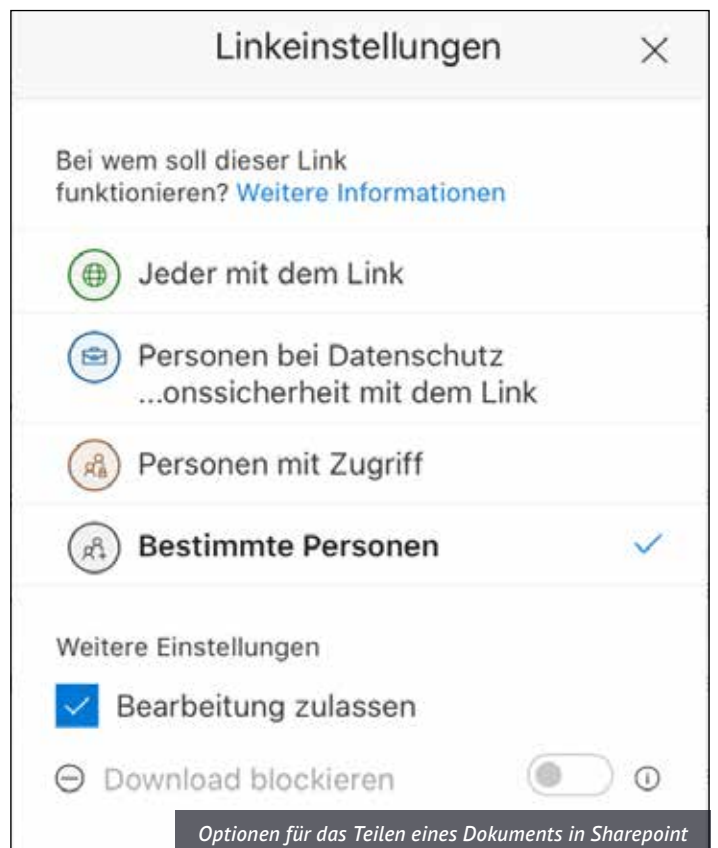 Linkeinstellungen
Bei wem soll dieser Link
funktionieren? Weitere Informationen
Jeder mit dem Link
Personen bei Datenschutz
...onssicherheit mit dem Link
Personen mit Zugriff
Bestimmte Personen
Weitere Einstellungen
Bearbeitung zulassen
Download blockieren
Optionen für das Teilen eines Dokuments in Sharepoint